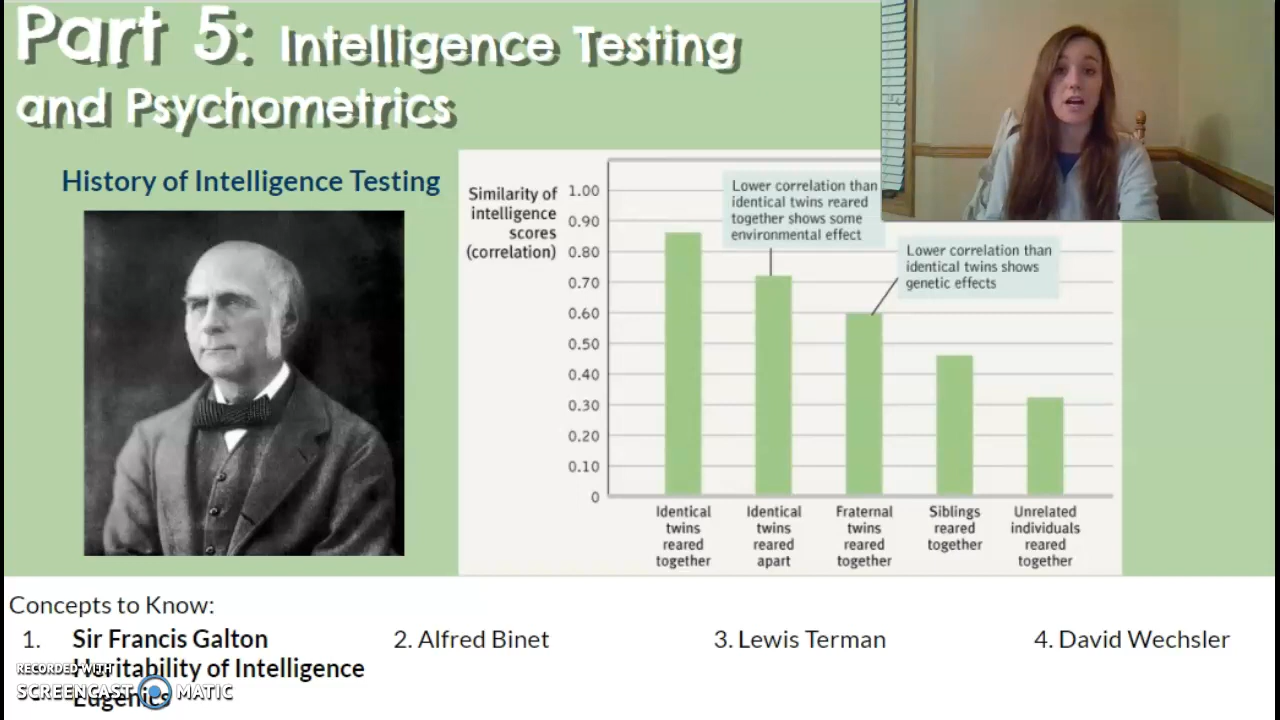 Part 5: Intelligence Testing
and Psychometrics
History of Intelligence Testing
Similarity of
intelligence
scores
(correlation)
1.00
0.90
0.80
0.70
0.60
0.50
0.40
0.30
0.20
0.10
0
Lower correlation than
identical twins reared
together shows some
environmental effect
Lower correlation than
identical twins shows
genetic effects
Identical
twins
reared
together
Identical
twins
reared
apart
Fraternal
twins
reared
together
Siblings
reared
together
Unrelated
individuals
reared
together
Concepts to Know:
1. Sir Francis Galton
Heritability of Intelligence
Eugenics
2. Alfred Binet
3. Lewis Terman
4. David Wechsler
RECORDED WITH
SCREENCAST MATIC